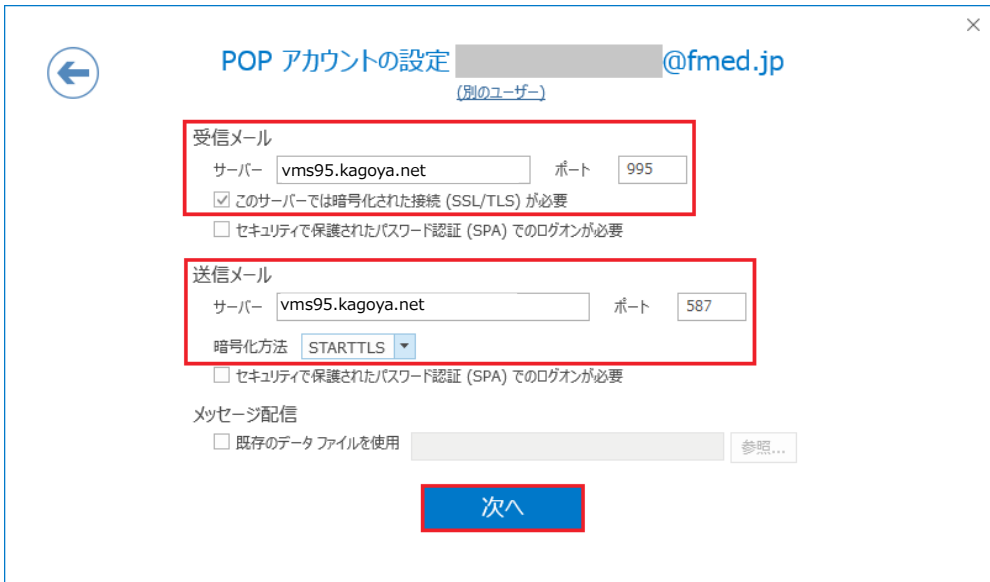 POP アカウントの設定 @fmed.jp
(別のユーザー)
受信メール
サーバー vms95.kagoya.net ポート 995
このサーバーでは暗号化された接続 (SSL/TLS) が必要
セキュリティで保護されたパスワード認証 (SPA) でのログオンが必要
送信メール
サーバー vms95.kagoya.net ポート 587
暗号化方法 STARTTLS
セキュリティで保護されたパスワード認証 (SPA) でのログオンが必要
メッセージ配信
既存のデータ ファイルを使用 参照...
次へ